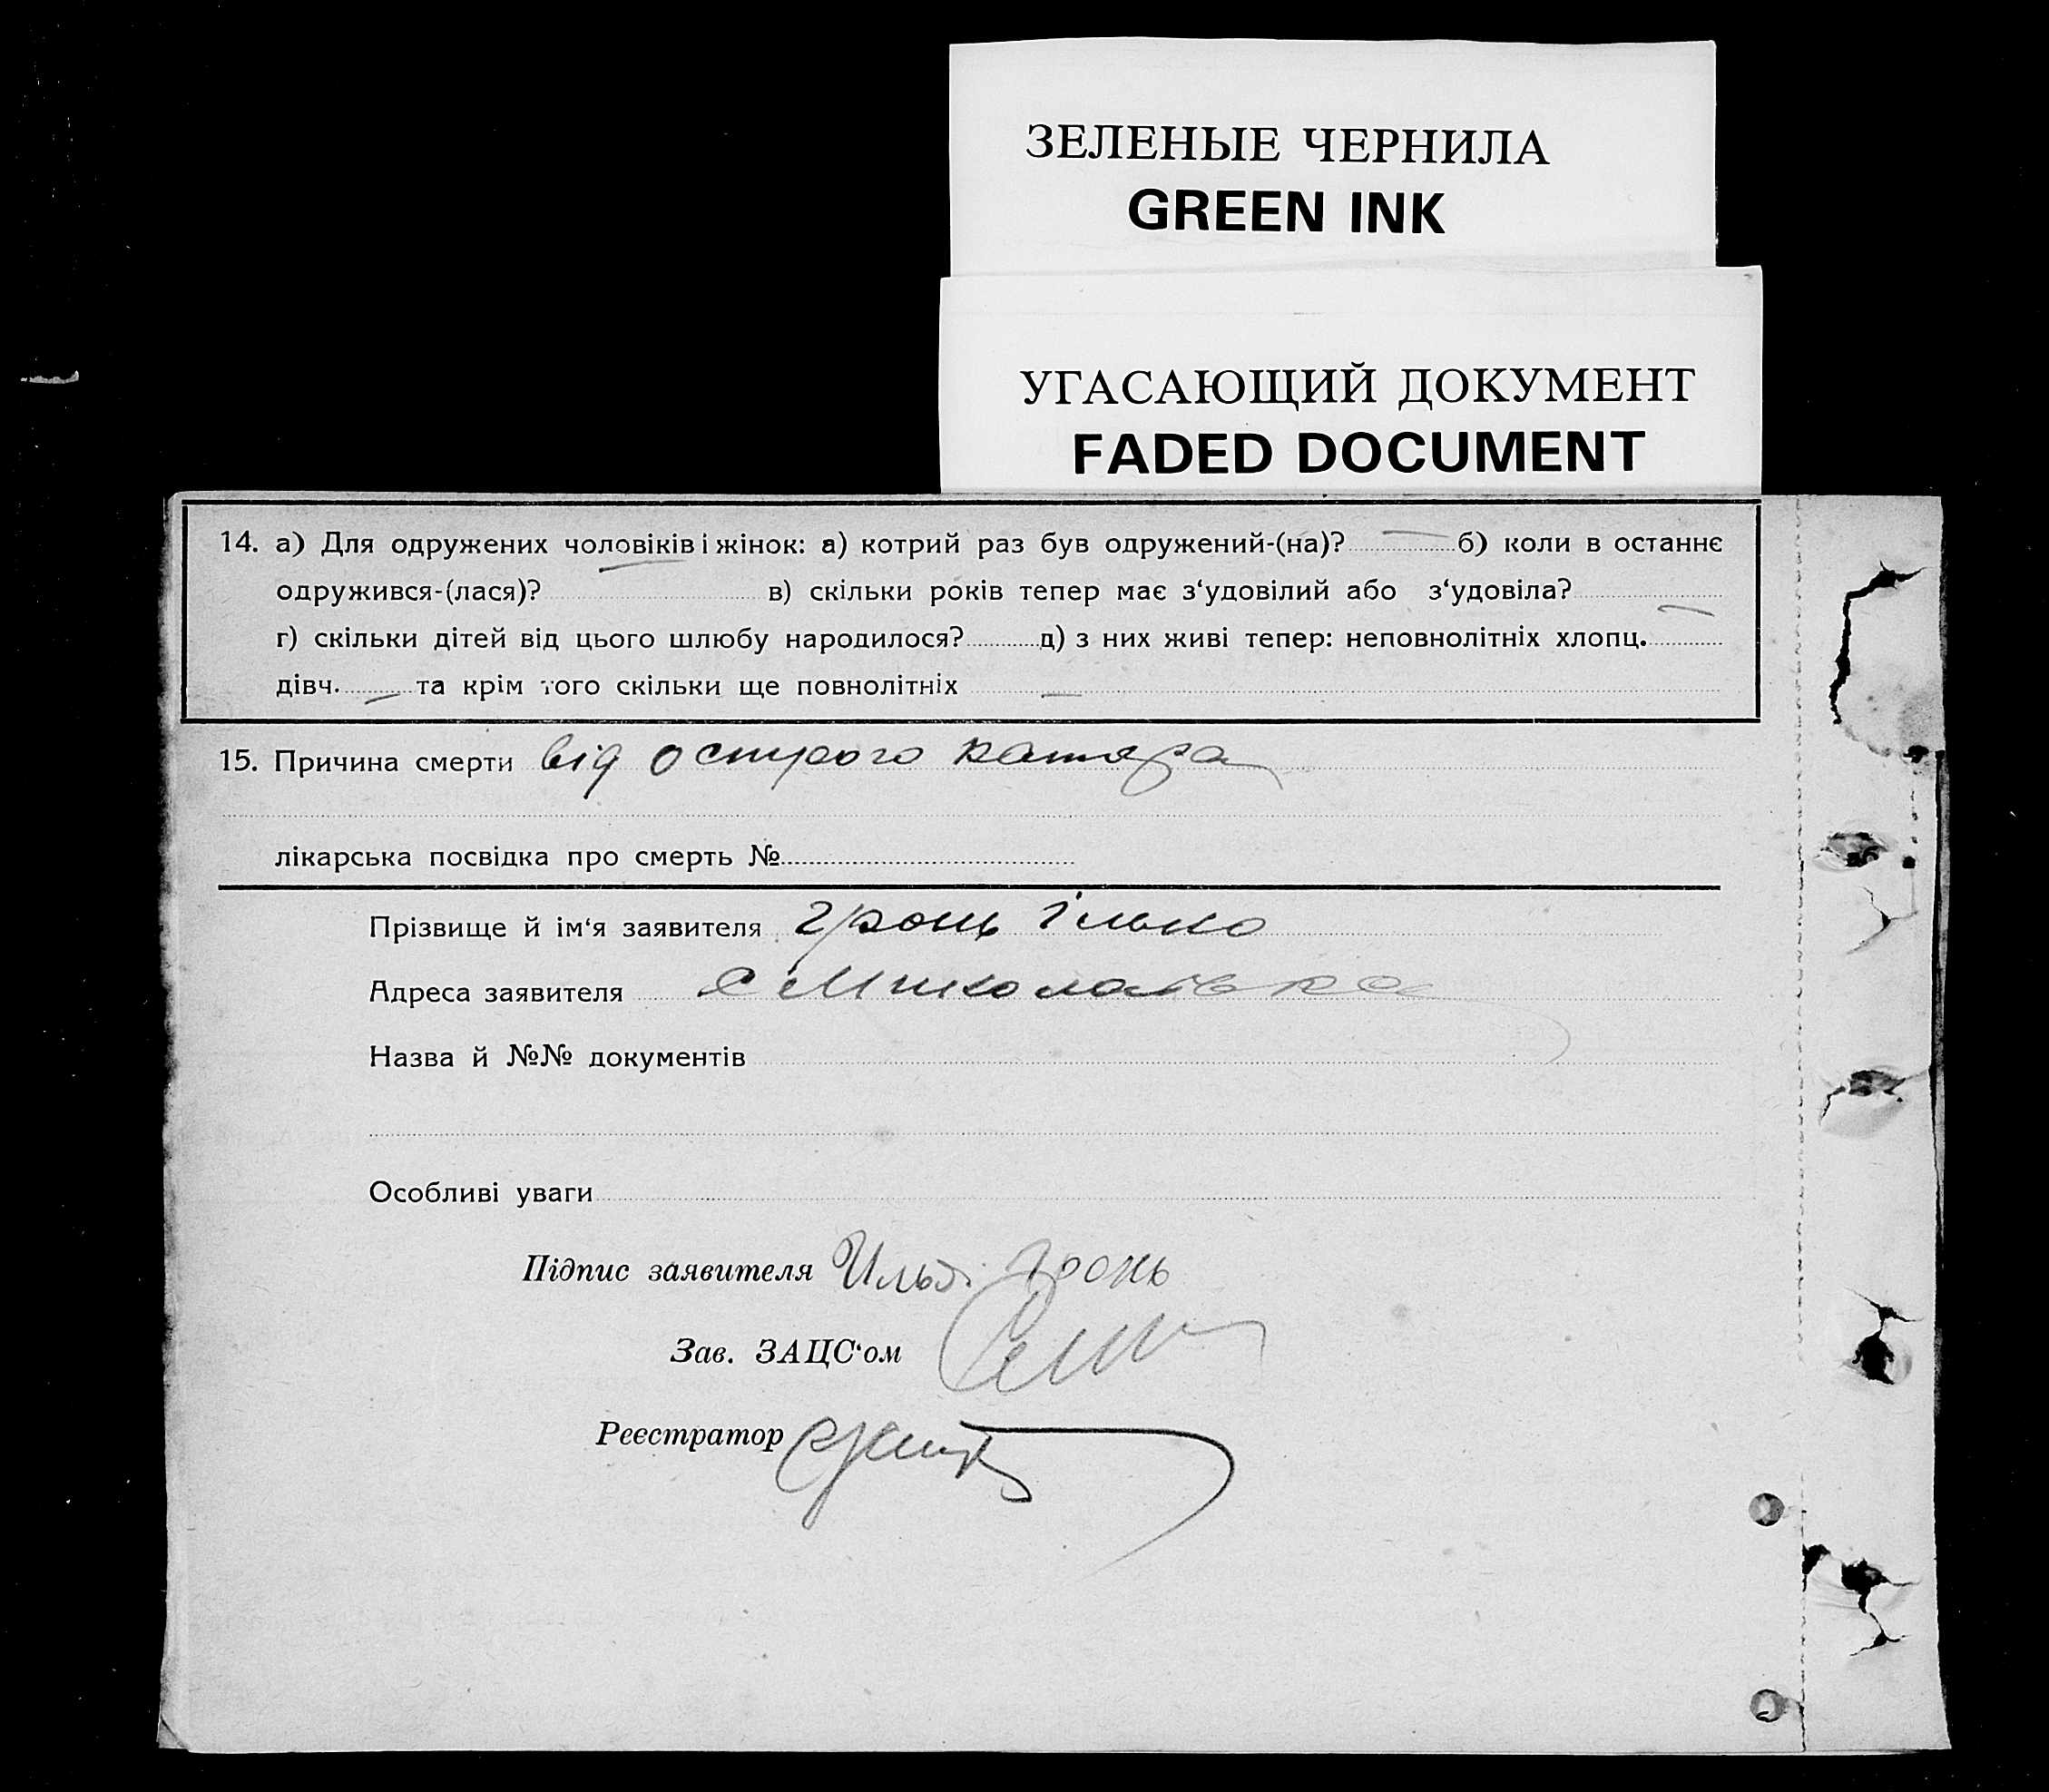 ЗЕЛЕНЫЕ ЧЕРНИЛА
GREEN INK
УГАСАЮЩИЙ ДОКУМЕНТ
FADED DOCUMENT
14. а) Для одружених чоловіків і жінок: а) котрий раз був одружений-(на)? — б) коли в останнє
одружився-(лася)? — в) скільки років тепер має з‘удовілий або з‘удовіла?
г) скільки дітей від цього шлюбу народилося? д) з них живі тепер: неповнолітніх хлопц. —
дівч. — та крім того скільки ще повнолітніх —
15. Причина смерти від острого катара
лікарська посвідка про смерть №
Прізвище й ім‘я заявителя Гронь Ілько
Адреса заявителя с Миколаївка
Назва й №№ документів
Особливі уваги
Підпис заявителя Гронь
Зав. ЗАЦС‘ом
Реєстратор